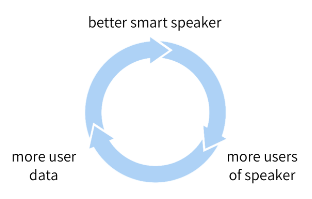 better smart speaker
more users
of speaker
more user
data